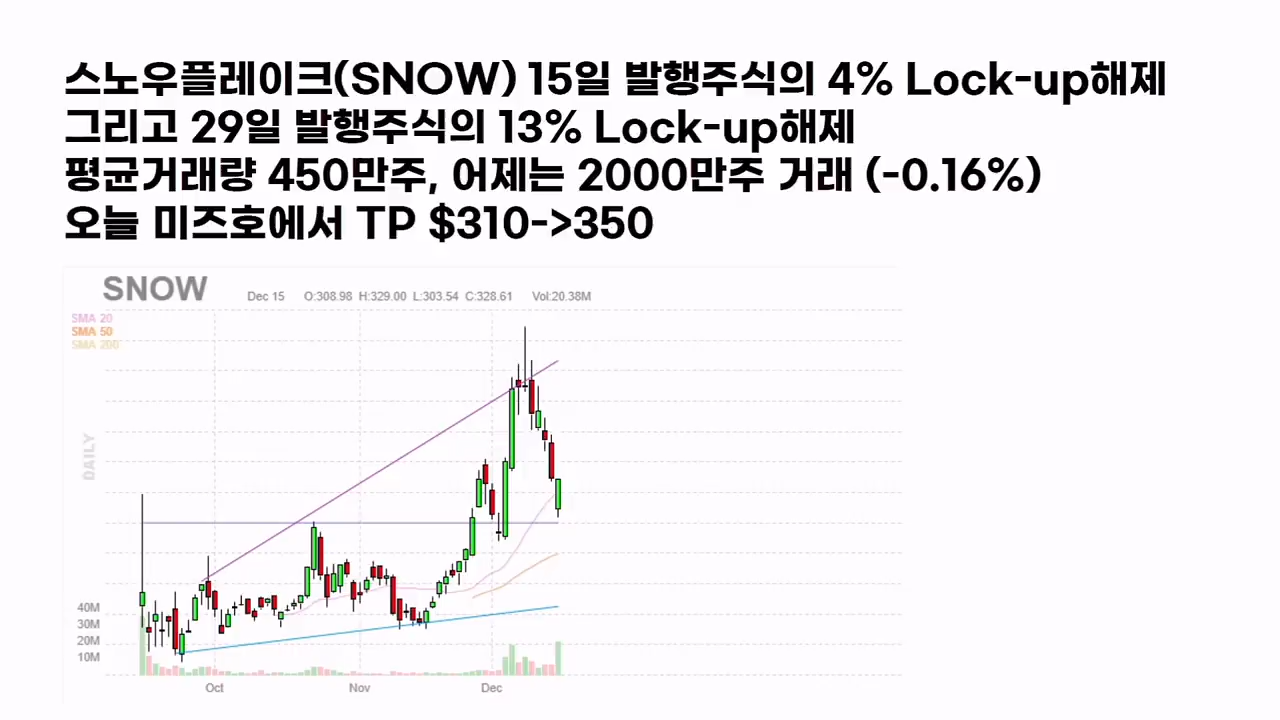 스노우플레이크(SNOW) 15일 발행주식의 4% Lock-up해제
그리고 29일 발행주식의 13% Lock-up해제
평균거래량 450만주, 어제는 2000만주 거래 (-0.16%)
오늘 미즈호에서 TP $310->350
SNOW
Dec 15 O:308.98 H:329.00 L:303.54 C:328.61 Vol:20.38M
SMA 20
SMA 50
SMA 200
DAILY
40M
30M
20M
10M
Oct Nov Dec